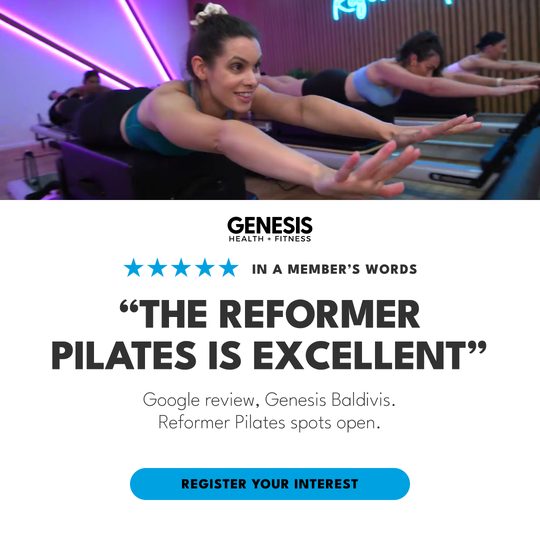 GENESIS
HEALTH + FITNESS
IN A MEMBER'S WORDS
“THE REFORMER
PILATES IS EXCELLENT”
Google review, Genesis Baldivis.
Reformer Pilates spots open.
REGISTER YOUR INTEREST